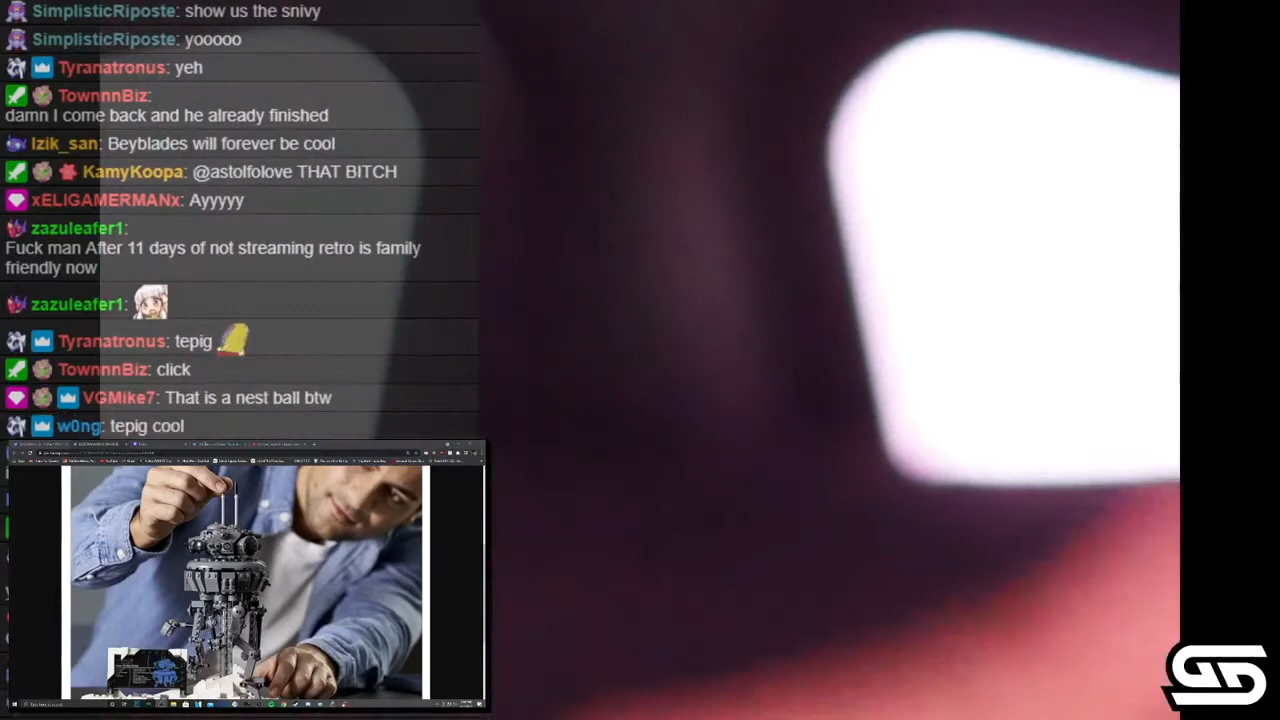 SimplisticRiposte: show us the snivy
SimplisticRiposte: yooooo
Tyranatronus: yeh
TownnnBiz:
damn I come back and he already finished
Izik_san: Beyblades will forever be cool
KamyKoopa: @astolfolove THAT BITCH
xELIGAMERMANx: Ayyyyy
zazuleafer1:
Fuck man After 11 days of not streaming retro is family
friendly now
zazuleafer1:
Tyranatronus: tepig
TownnnBiz: click
VGMike7: That is a nest ball btw
w0ng: tepig cool